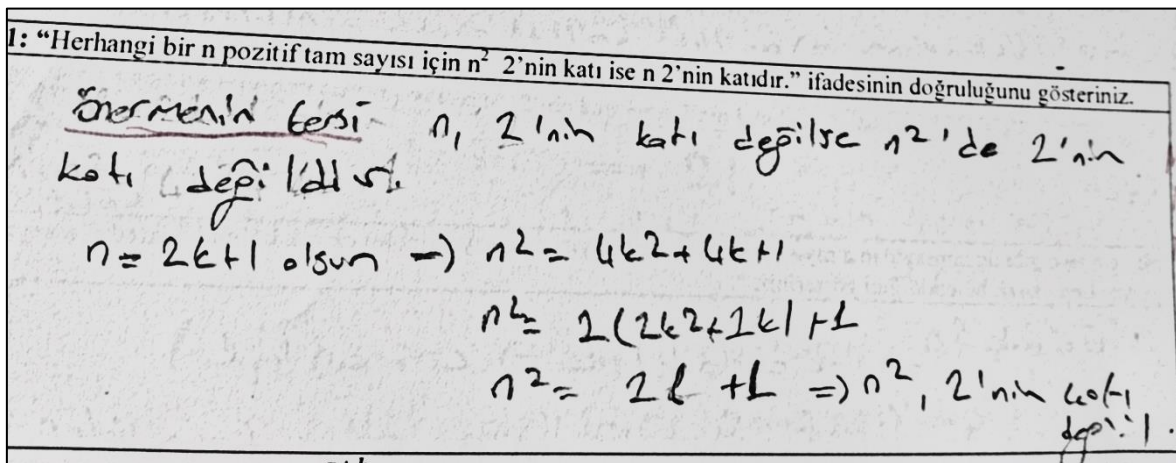 1: “Herhangi bir n pozitif tam sayısı için n² 2’nin katı ise n 2’nin katıdır.” ifadesinin doğruluğunu gösteriniz.
önermenin tersi n, 2'nin katı değilse n²'de 2'nin
katı değildir.
n = 2k+1 olsun → n² = 4k²+4k+1
n² = 2(2k²+2k)+1
n² = 2l +1 ⇒ n², 2'nin katı
değil.